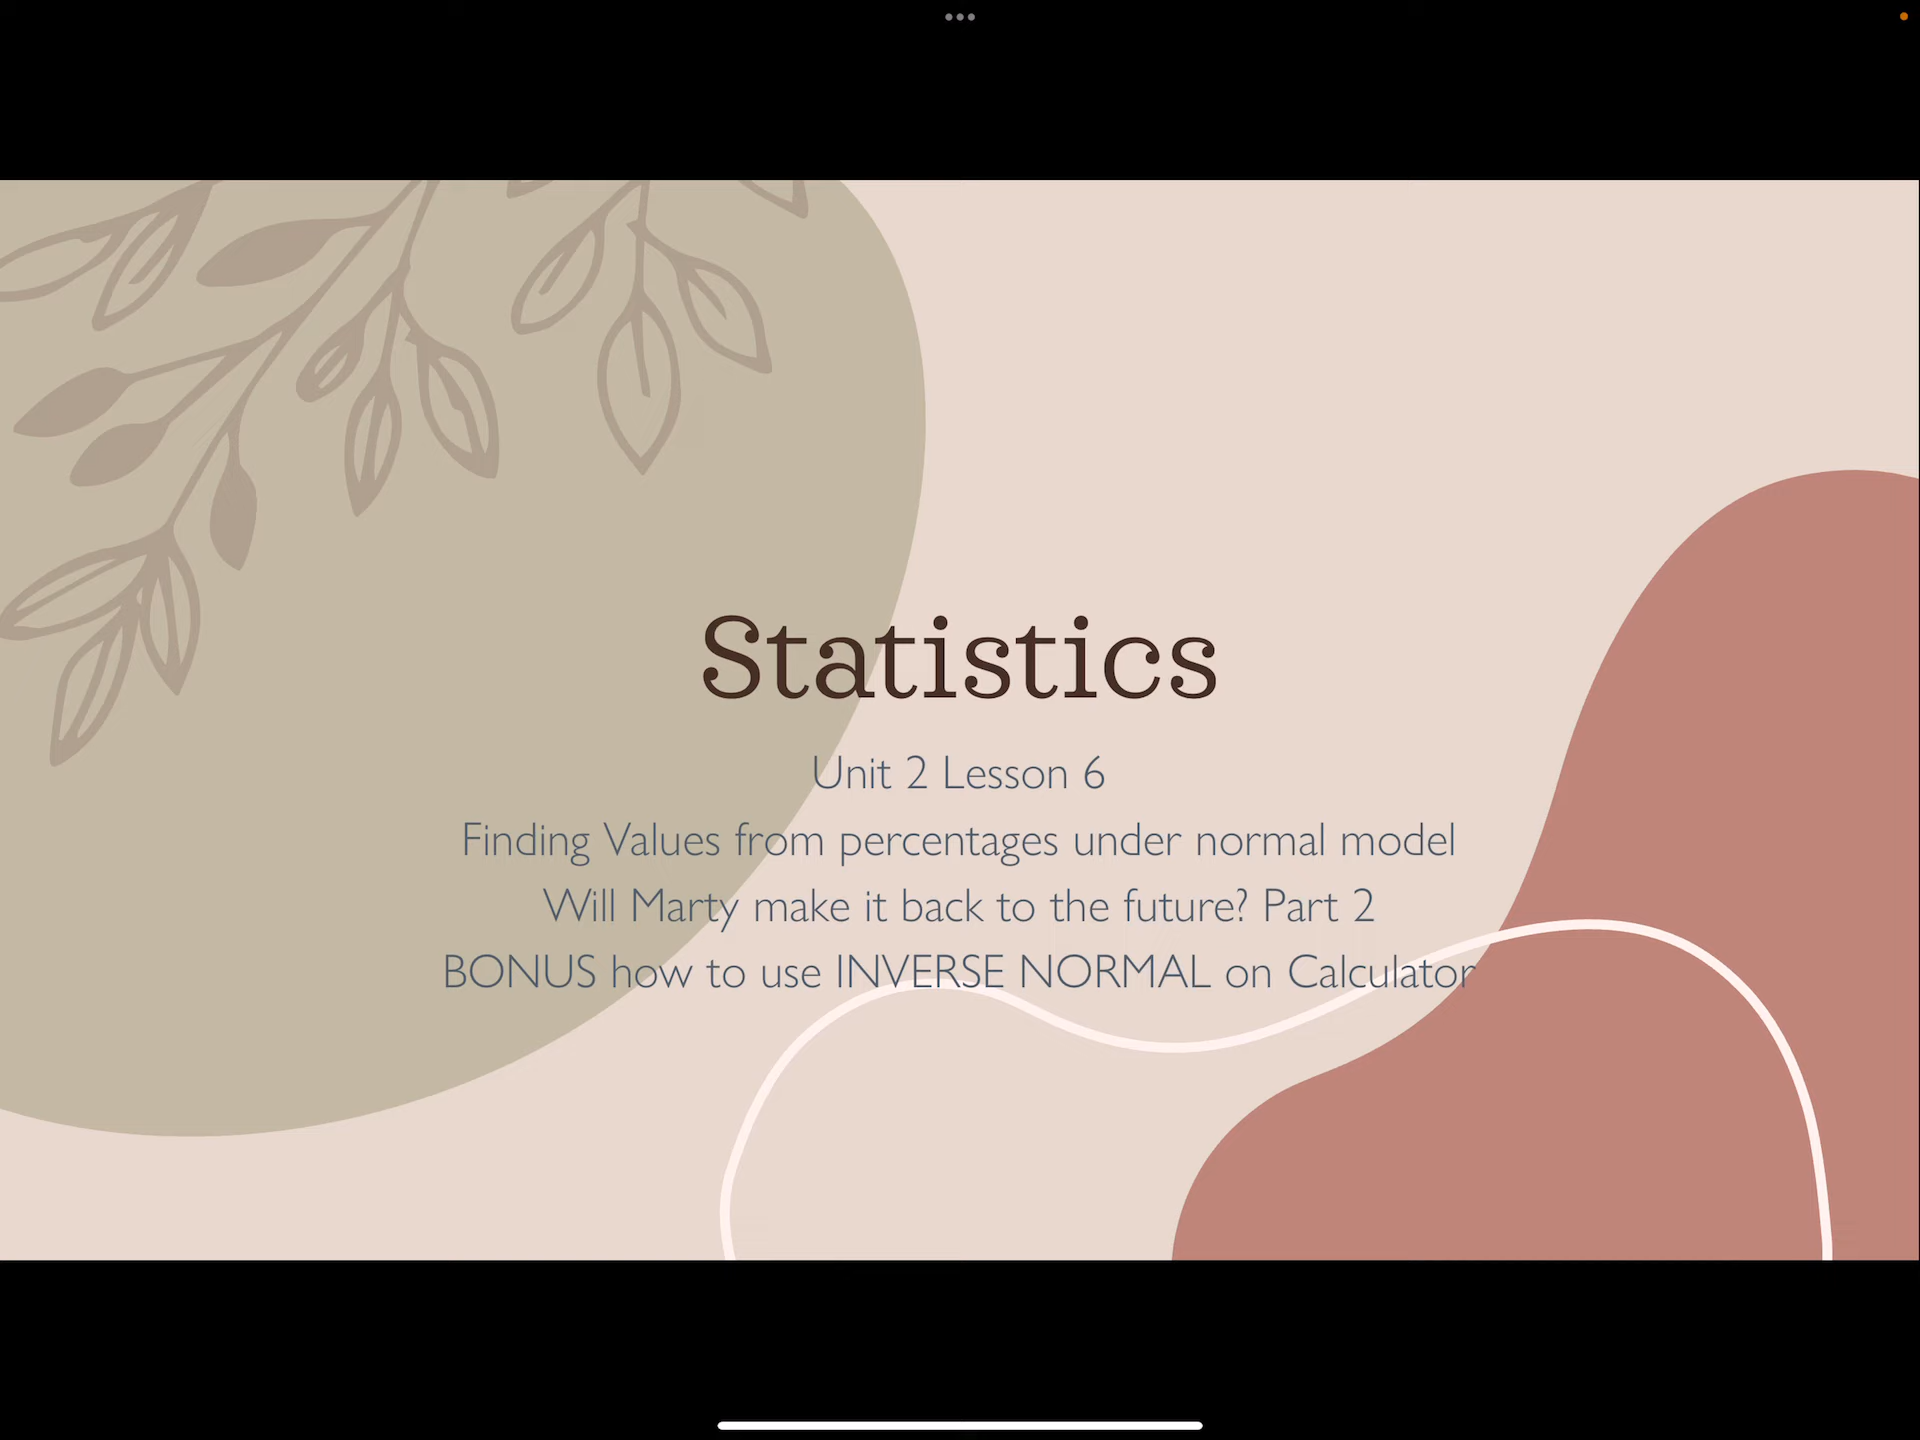 Statistics
Unit 2 Lesson 6
Finding Values from percentages under normal model
Will Marty make it back to the future? Part 2
BONUS how to use INVERSE NORMAL on Calculator